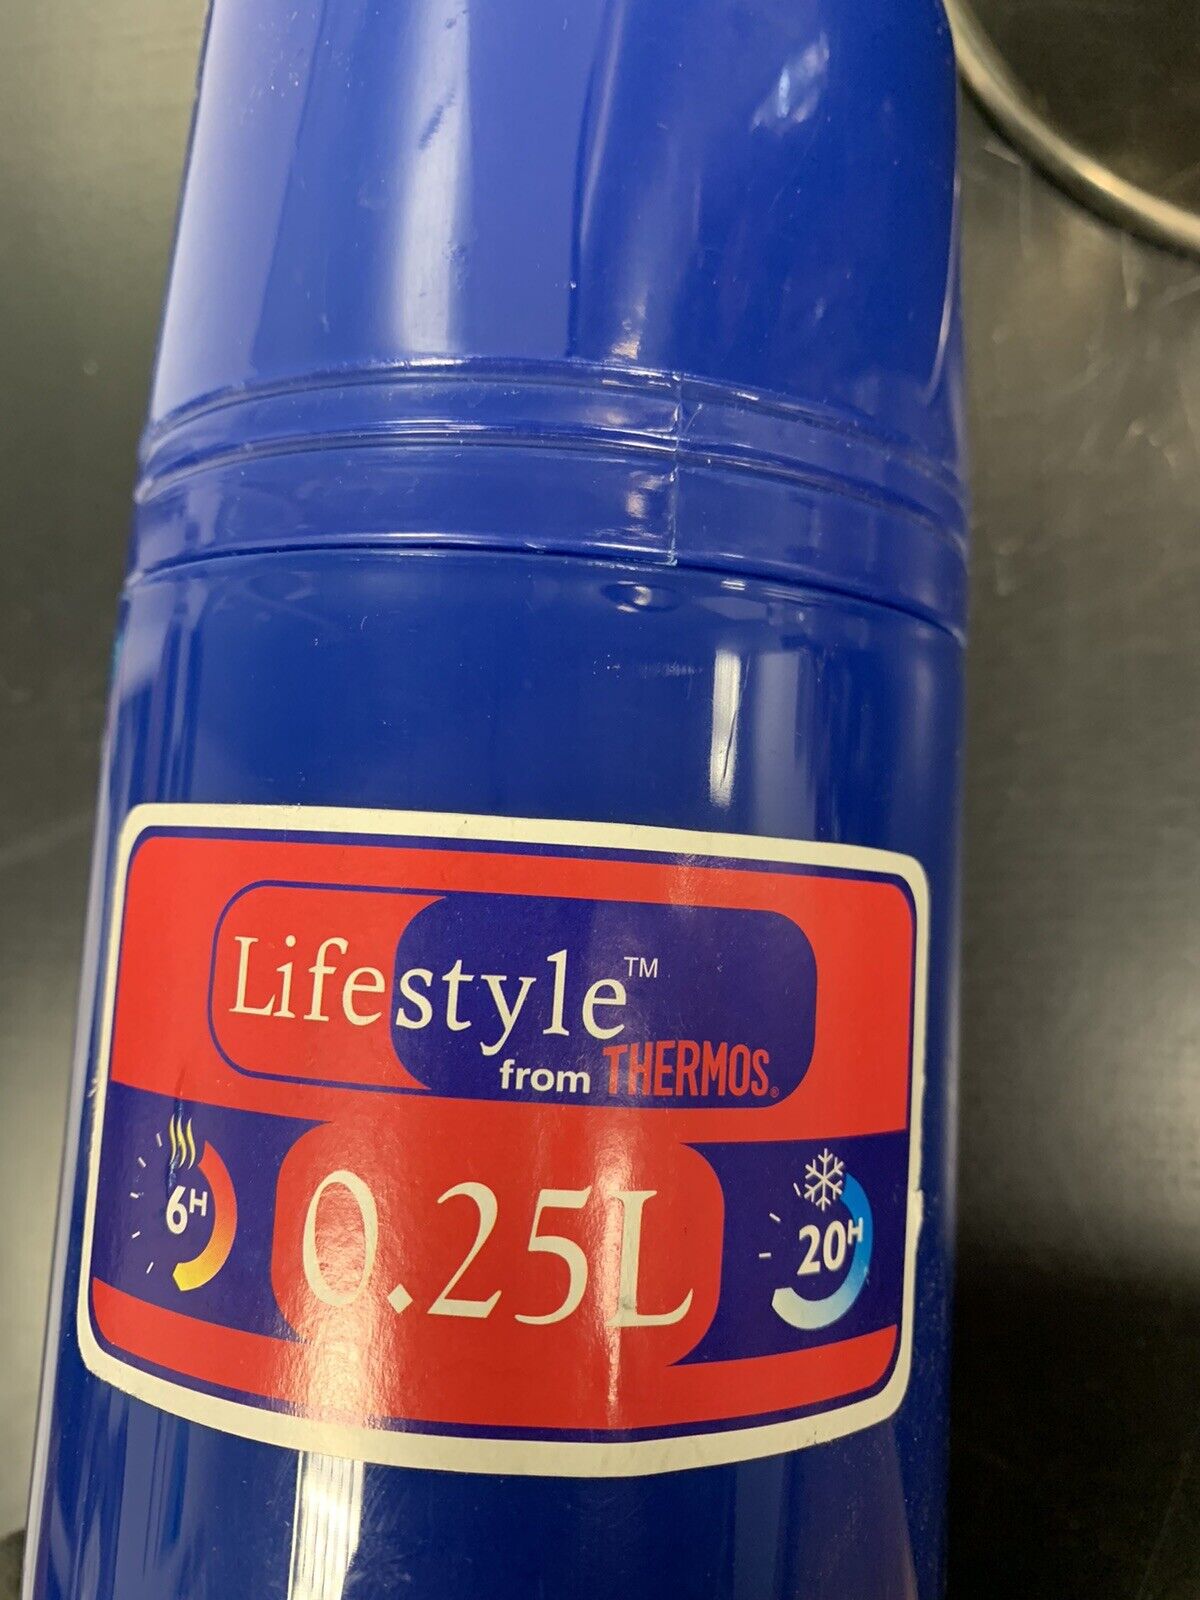 Lifestyle™
from THERMOS®
6H
0.25L
20H